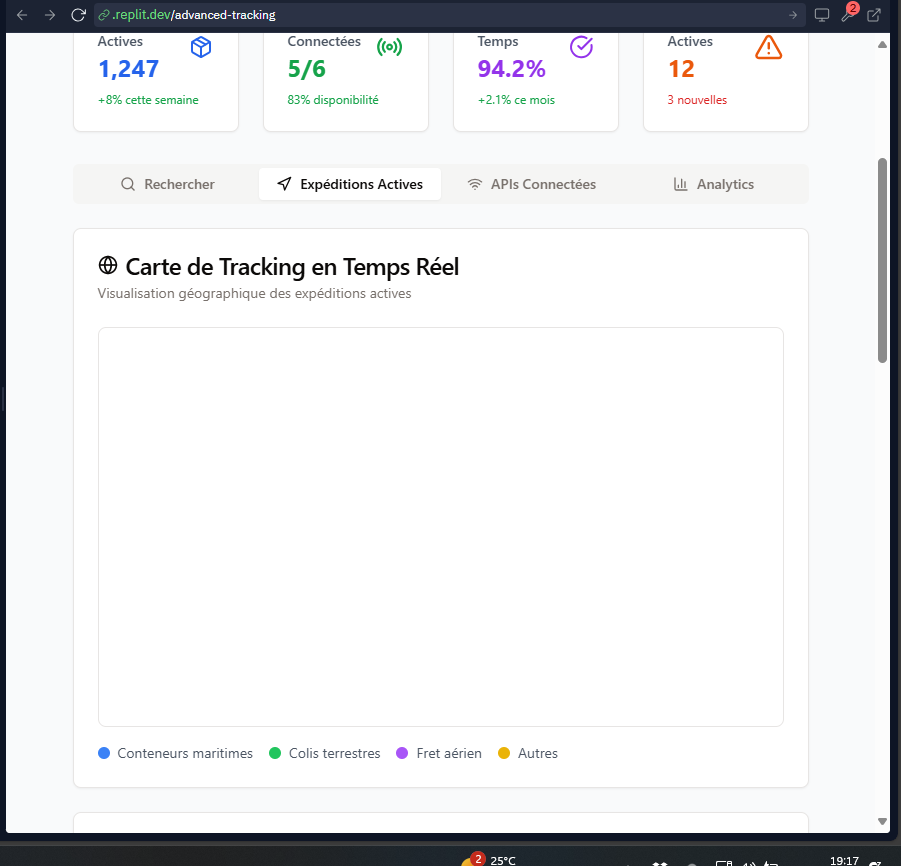 .replit.dev/advanced-tracking
2
Actives
1,247
+8% cette semaine
Connectées
5/6
83% disponibilité
Temps
94.2%
+2.1% ce mois
Actives
12
3 nouvelles
Rechercher
Expéditions Actives
APIs Connectées
Analytics
Carte de Tracking en Temps Réel
Visualisation géographique des expéditions actives
Conteneurs maritimes
Colis terrestres
Fret aérien
Autres
2
25°C
19:17